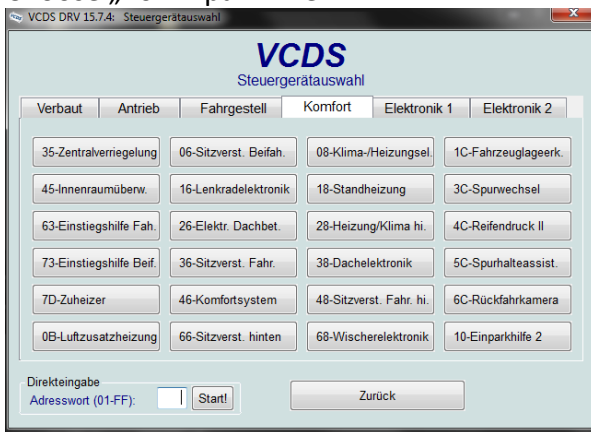 VCDS DRV 15.7.4: Steuergerätauswahl
VCDS
Steuergerätauswahl
Verbaut Antrieb Fahrgestell Komfort Elektronik 1 Elektronik 2
35-Zentralverriegelung 06-Sitzverst. Beifah. 08-Klima-/Heizungsel. 1C-Fahrzeuglageerk.
45-Innenraumüberw. 16-Lenkradelektronik 18-Standheizung 3C-Spurwechsel
63-Einstiegshilfe Fah. 26-Elektr. Dachbet. 28-Heizung/Klima hi. 4C-Reifendruck II
73-Einstiegshilfe Beif. 36-Sitzverst. Fahr. 38-Dachelektronik 5C-Spurhalteassist.
7D-Zuheizer 46-Komfortsystem 48-Sitzverst. Fahr. hi. 6C-Rückfahrkamera
0B-Luftzusatzheizung 66-Sitzverst. hinten 68-Wischerelektronik 10-Einparkhilfe 2
Direkteingabe
Adresswort (01-FF): Start! Zurück